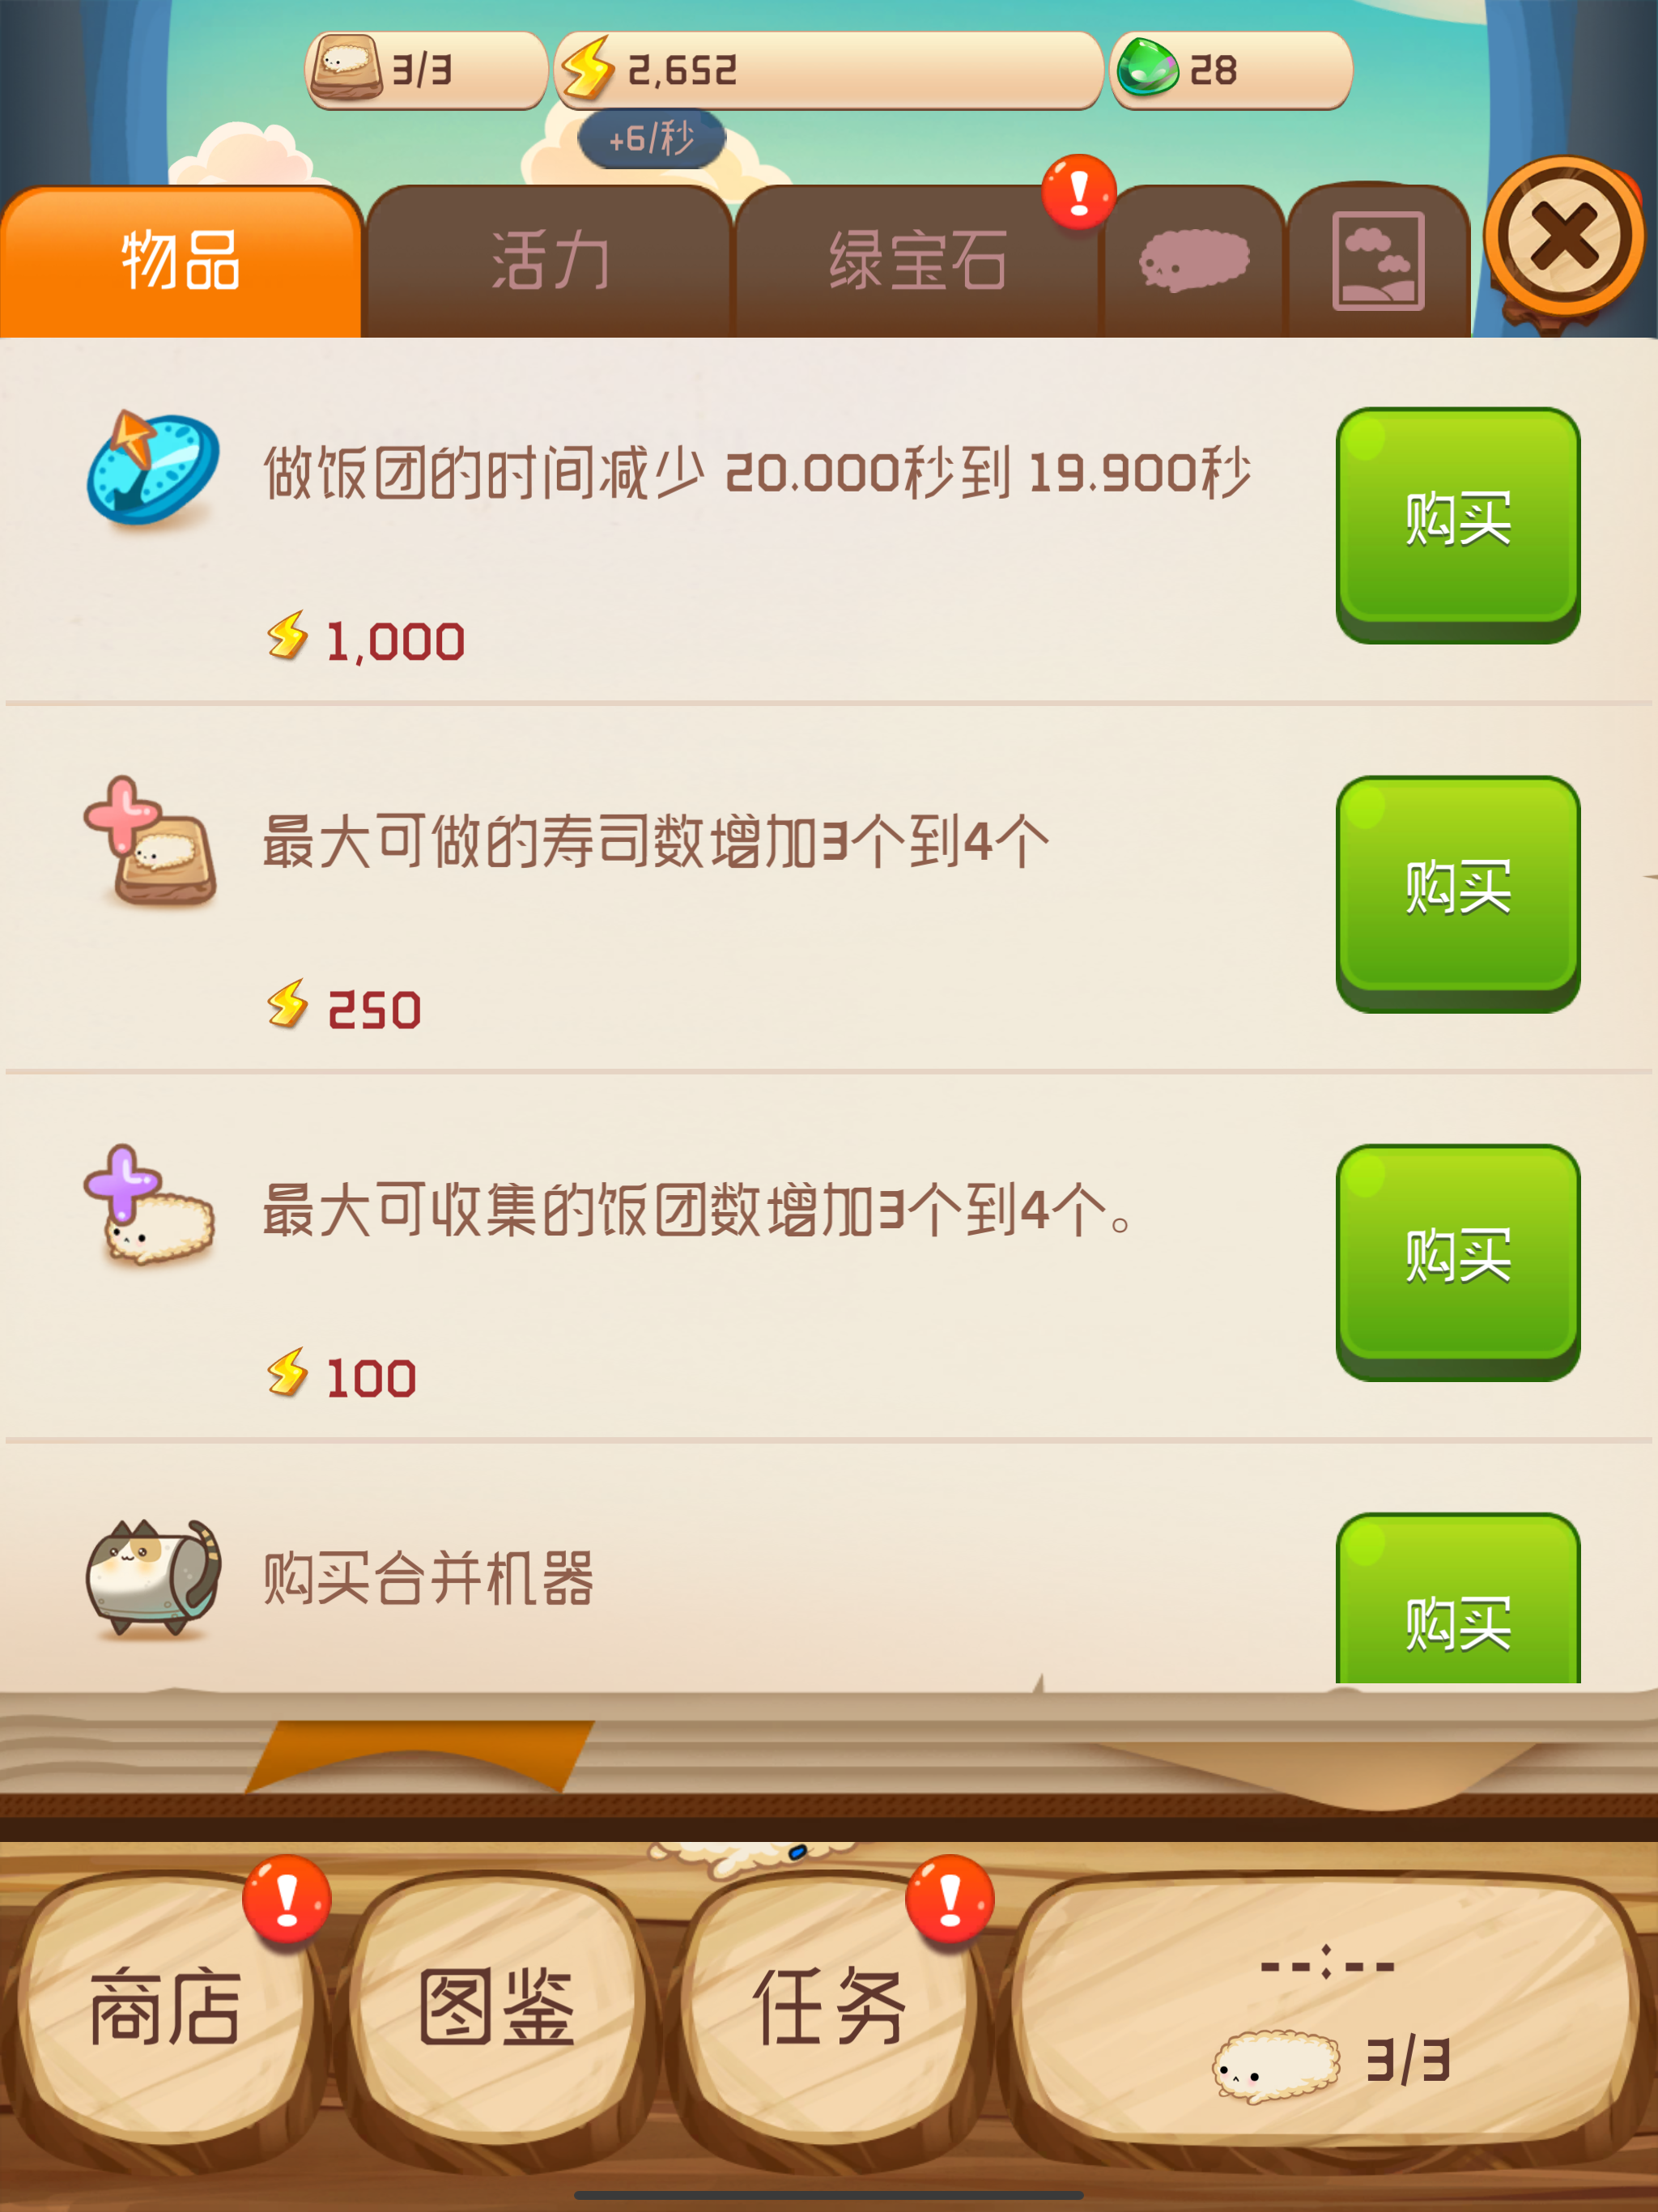 3/3
2,652
28
+6/秒
物品
活力
绿宝石
做饭团的时间减少 20.000秒到 19.900秒
购买
1,000
最大可做的寿司数增加3个到4个
购买
250
最大可收集的饭团数增加3个到4个。
购买
100
购买合并机器
购买
商店
图鉴
任务
--:--
3/3